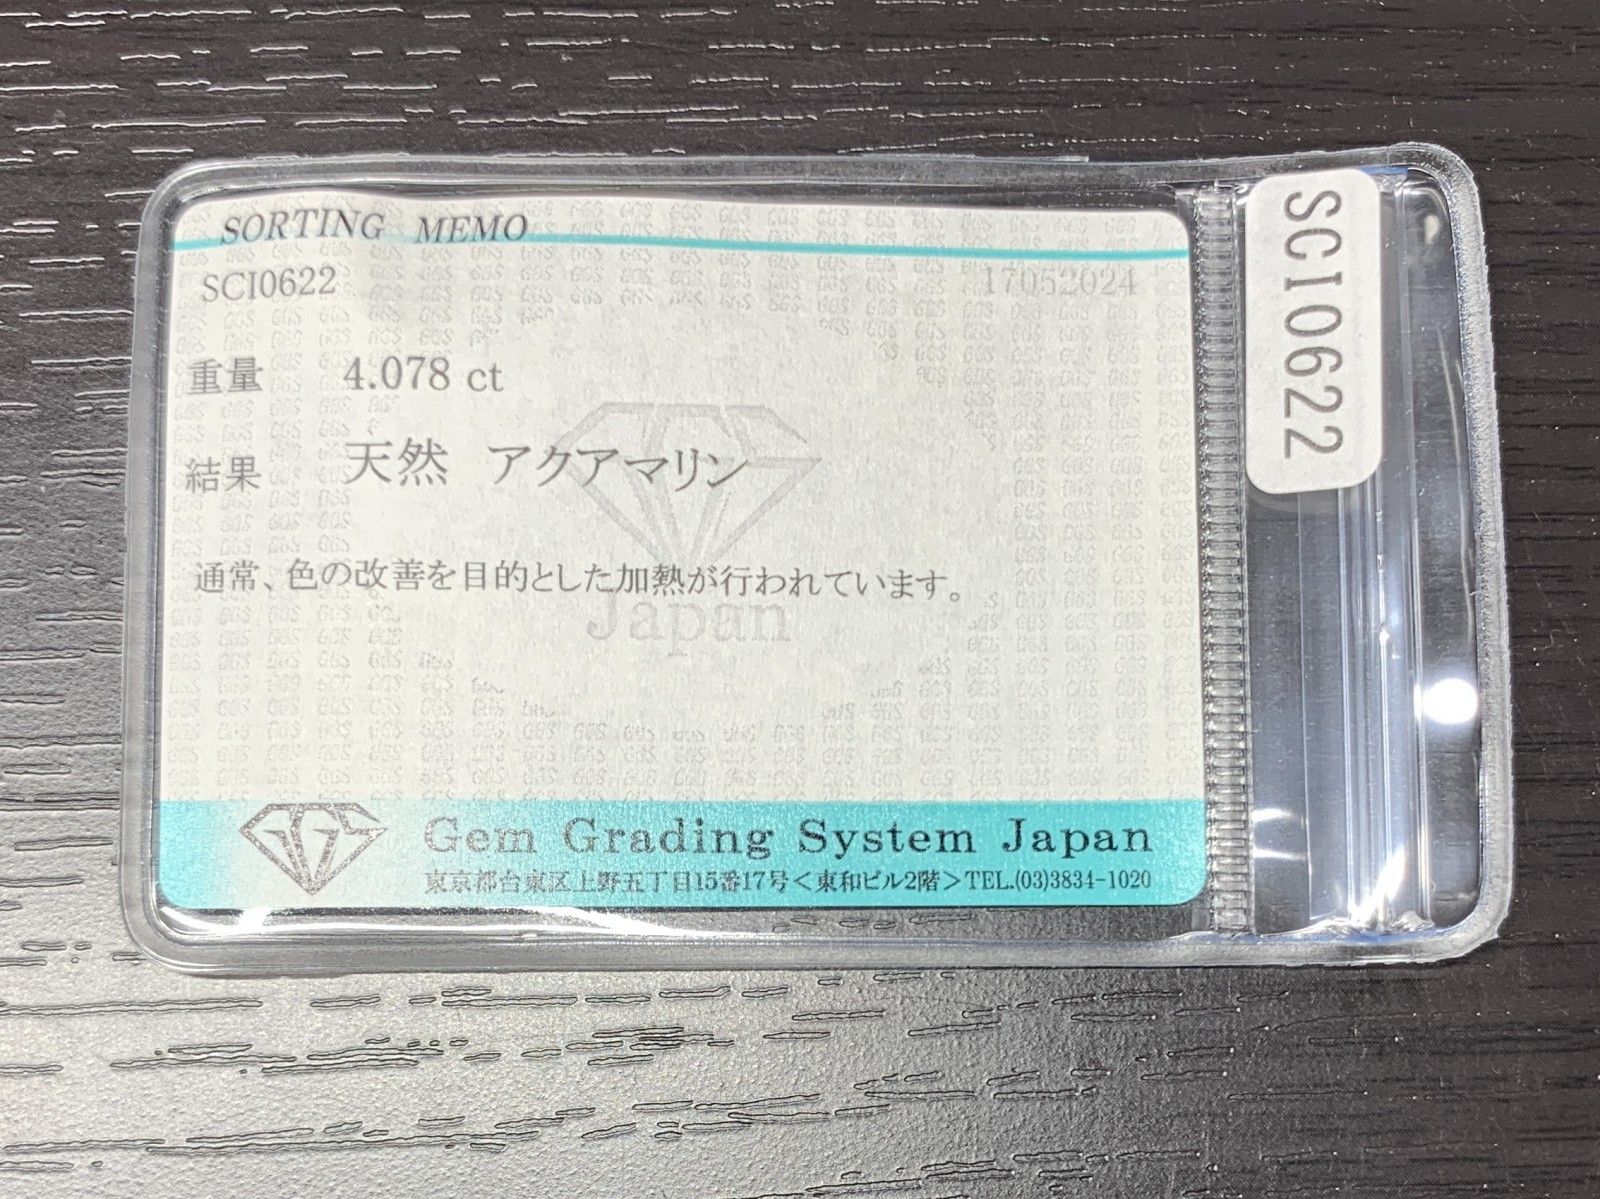 SORTING MEMO
SCI0622 17052024
重量 4.078 ct
結果 天然 アクアマリン
通常、色の改善を目的とした加熱が行われています。
Japan
GGS Gem Grading System Japan
東京都台東区上野五丁目15番17号＜東和ビル2階＞TEL.(03)3834-1020
SCI0622